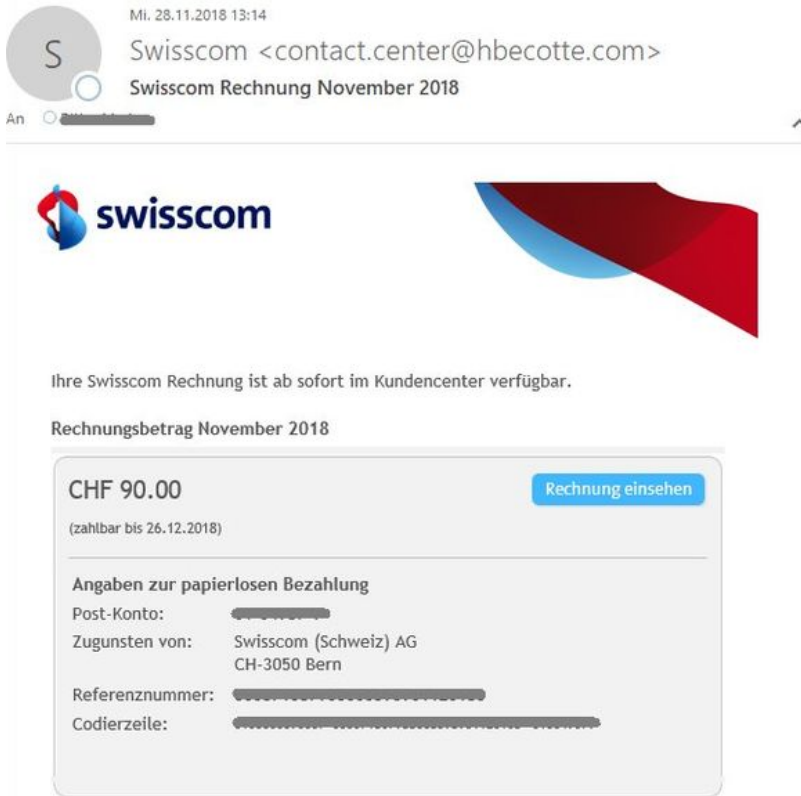 Mi. 28.11.2018 13:14
S
Swisscom <contact.center@hbecotte.com>
Swisscom Rechnung November 2018
An
swisscom
Ihre Swisscom Rechnung ist ab sofort im Kundencenter verfügbar.
Rechnungsbetrag November 2018
CHF 90.00
Rechnung einsehen
(zahlbar bis 26.12.2018)
Angaben zur papierlosen Bezahlung
Post-Konto:
Zugunsten von: Swisscom (Schweiz) AG
CH-3050 Bern
Referenznummer:
Codierzeile: